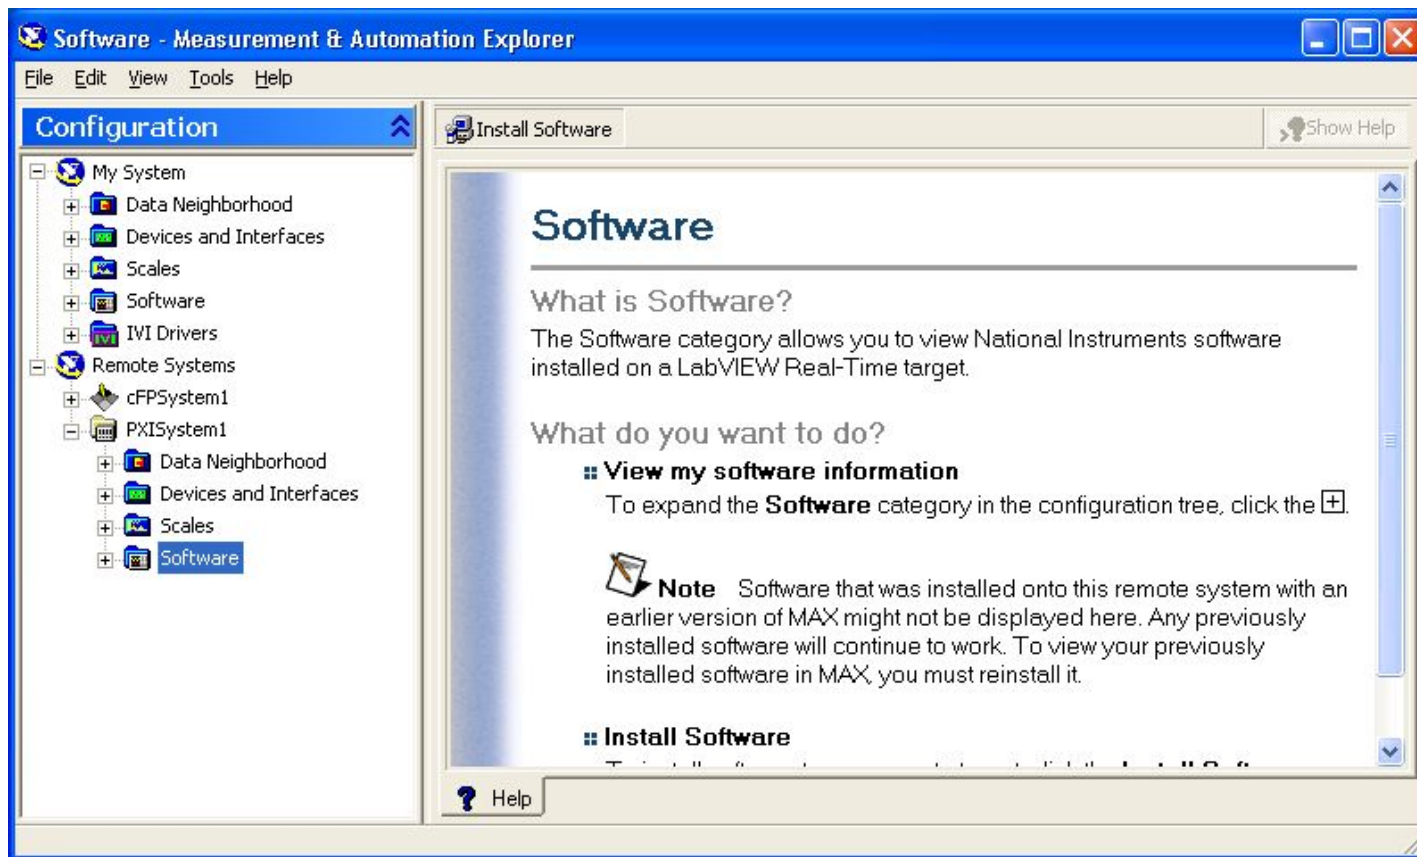 Software - Measurement & Automation Explorer
File Edit View Tools Help
Configuration
My System
Data Neighborhood
Devices and Interfaces
Scales
Software
IVI Drivers
Remote Systems
cFPSystem1
PXISystem1
Data Neighborhood
Devices and Interfaces
Scales
Software
Install Software
Show Help
Software
What is Software?
The Software category allows you to view National Instruments software
installed on a LabVIEW Real-Time target.
What do you want to do?
View my software information
To expand the Software category in the configuration tree, click the
Note Software that was installed onto this remote system with an
earlier version of MAX might not be displayed here. Any previously
installed software will continue to work. To view your previously
installed software in MAX, you must reinstall it.
Install Software
Help